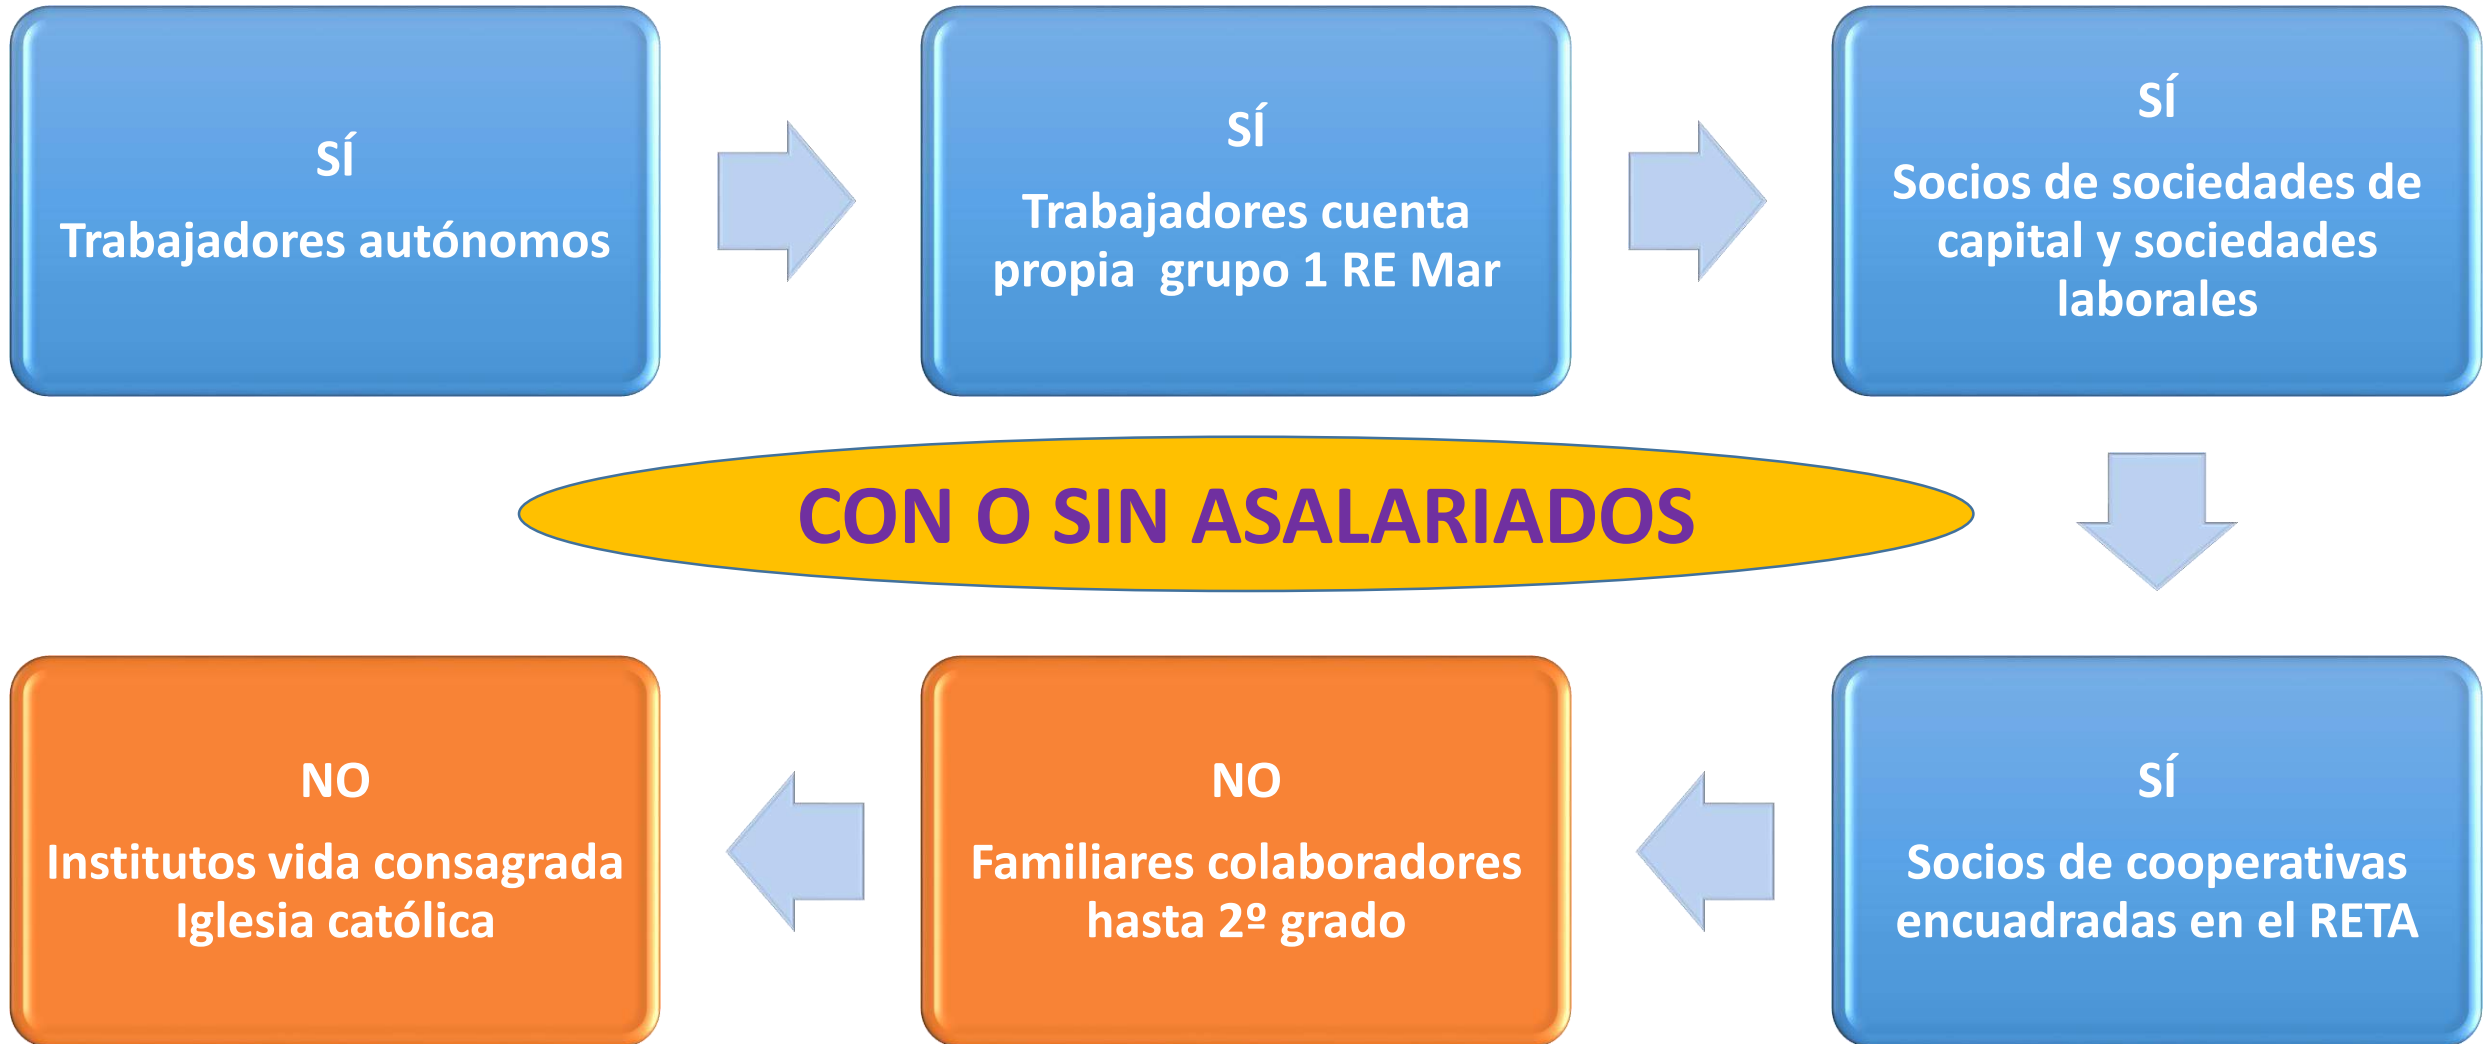 SÍ
Trabajadores autónomos
SÍ
Trabajadores cuenta
propia grupo 1 RE Mar
SÍ
Socios de sociedades de
capital y sociedades
laborales
CON O SIN ASALARIADOS
NO
Institutos vida consagrada
Iglesia católica
NO
Familiares colaboradores
hasta 2º grado
SÍ
Socios de cooperativas
encuadradas en el RETA